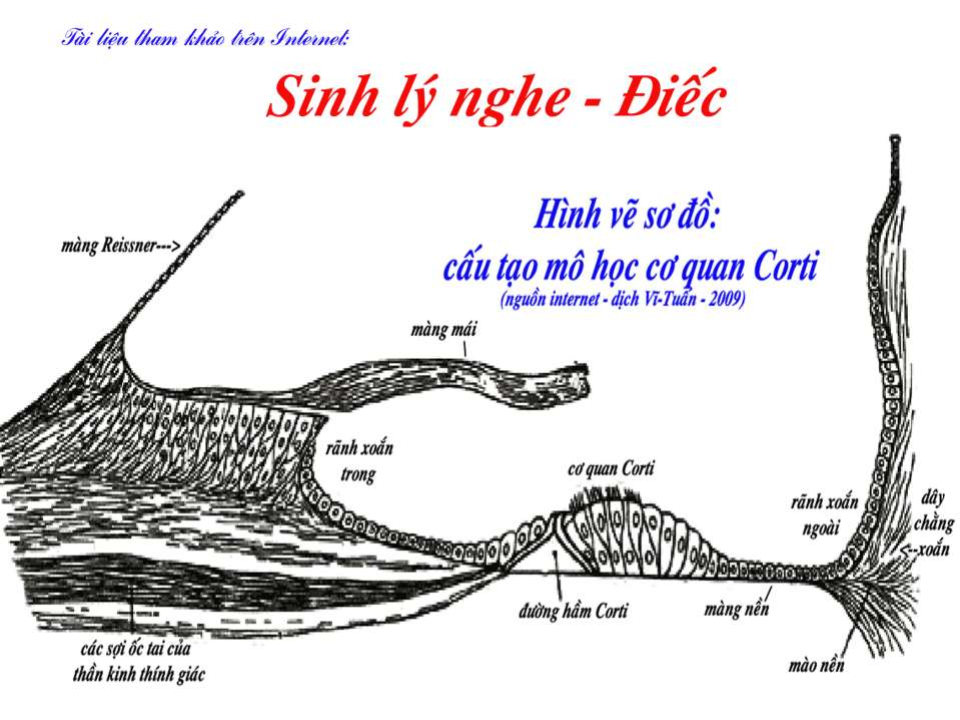 Tài liệu tham khảo trên Internet:
Sinh lý nghe - Điếc
Hình vẽ sơ đồ:
cấu tạo mô học cơ quan Corti
(nguồn internet - dịch Vĩ-Tuấn - 2009)
màng Reissner--->
màng mái
rãnh xoắn
trong
cơ quan Corti
rãnh xoắn
ngoài
dây
chằng
<--xoắn
đường hầm Corti
màng nền
mào nền
các sợi ốc tai của
thần kinh thính giác